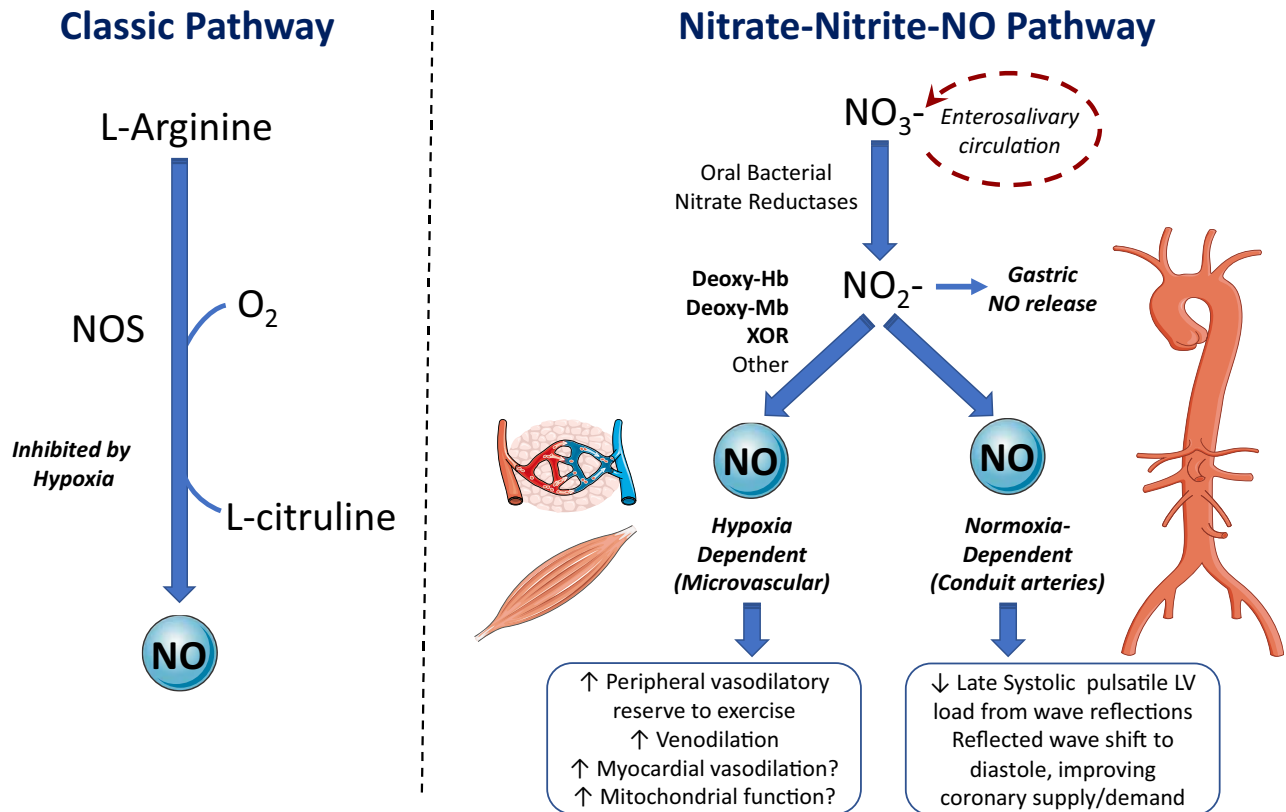 Classic Pathway
L-Arginine
NOS
O₂
Inhibited by
Hypoxia
L-citruline
NO
Nitrate-Nitrite-NO Pathway
NO₃-
Enterosalivary
circulation
Oral Bacterial
Nitrate Reductases
Deoxy-Hb
Deoxy-Mb
XOR
Other
NO₂-
Gastric
NO release
NO
Hypoxia
Dependent
(Microvascular)
↑ Peripheral vasodilatory
reserve to exercise
↑ Venodilation
↑ Myocardial vasodilation?
↑ Mitochondrial function?
NO
Normoxia-
Dependent
(Conduit arteries)
↓ Late Systolic pulsatile LV
load from wave reflections
Reflected wave shift to
diastole, improving
coronary supply/demand